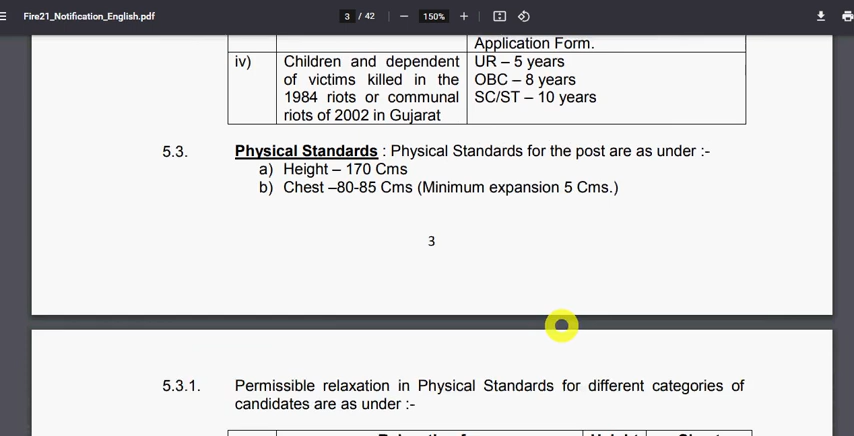 Fire21_Notification_English.pdf
3 / 42
150%
Application Form.
iv) Children and dependent UR – 5 years
of victims killed in the OBC – 8 years
1984 riots or communal SC/ST – 10 years
riots of 2002 in Gujarat
5.3. Physical Standards : Physical Standards for the post are as under :-
a) Height – 170 Cms
b) Chest –80-85 Cms (Minimum expansion 5 Cms.)
3
5.3.1. Permissible relaxation in Physical Standards for different categories of
candidates are as under :-